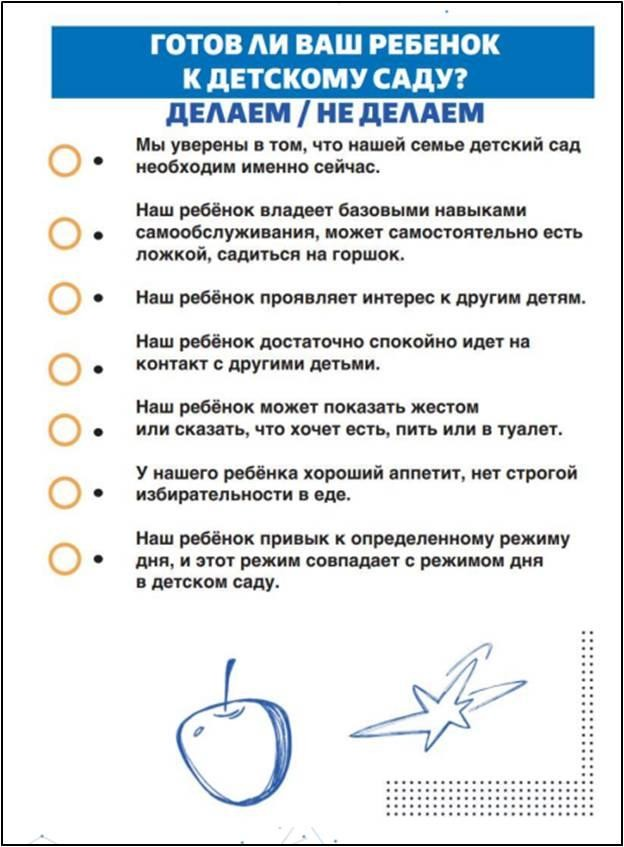 ГОТОВ ЛИ ВАШ РЕБЕНОК
К ДЕТСКОМУ САДУ?
ДЕЛАЕМ / НЕ ДЕЛАЕМ
Мы уверены в том, что нашей семье детский сад
необходим именно сейчас.
Наш ребёнок владеет базовыми навыками
самообслуживания, может самостоятельно есть
ложкой, садиться на горшок.
Наш ребёнок проявляет интерес к другим детям.
Наш ребёнок достаточно спокойно идет на
контакт с другими детьми.
Наш ребёнок может показать жестом
или сказать, что хочет есть, пить или в туалет.
У нашего ребёнка хороший аппетит, нет строгой
избирательности в еде.
Наш ребёнок привык к определенному режиму
дня, и этот режим совпадает с режимом дня
в детском саду.